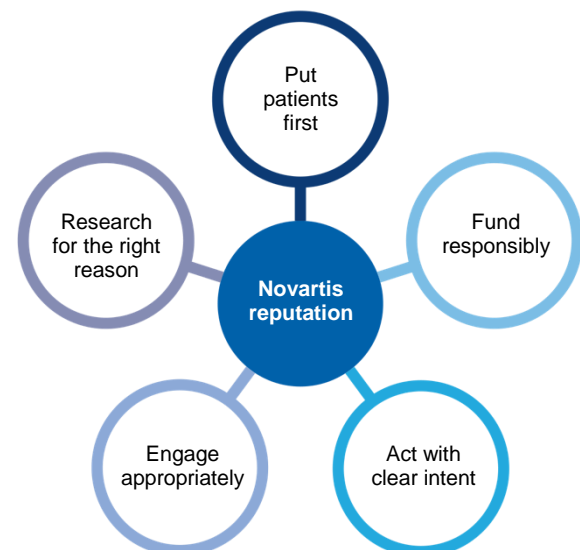 Put
patients
first
Fund
responsibly
Act with
clear intent
Engage
appropriately
Research
for the right
reason
Novartis
reputation